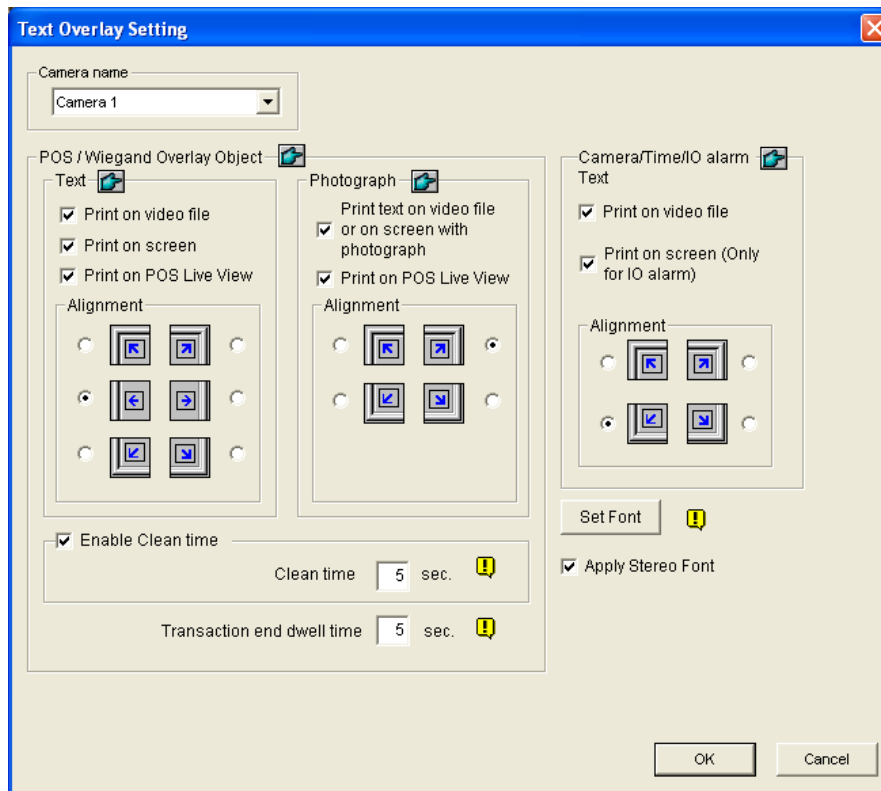 Text Overlay Setting
Camera name
Camera 1
POS / Wiegand Overlay Object
Text
Print on video file
Print on screen
Print on POS Live View
Alignment
Photograph
Print text on video file
or on screen with
photograph
Print on POS Live View
Alignment
Enable Clean time
Clean time 5 sec.
Transaction end dwell time 5 sec.
Camera/Time/IO alarm
Text
Print on video file
Print on screen (Only
for IO alarm)
Alignment
Set Font
Apply Stereo Font
OK
Cancel